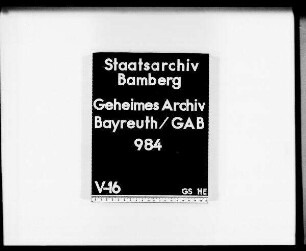 Staatsarchiv
Bamberg
Geheimes Archiv
Bayreuth/GAB
984
V-16
GS HE